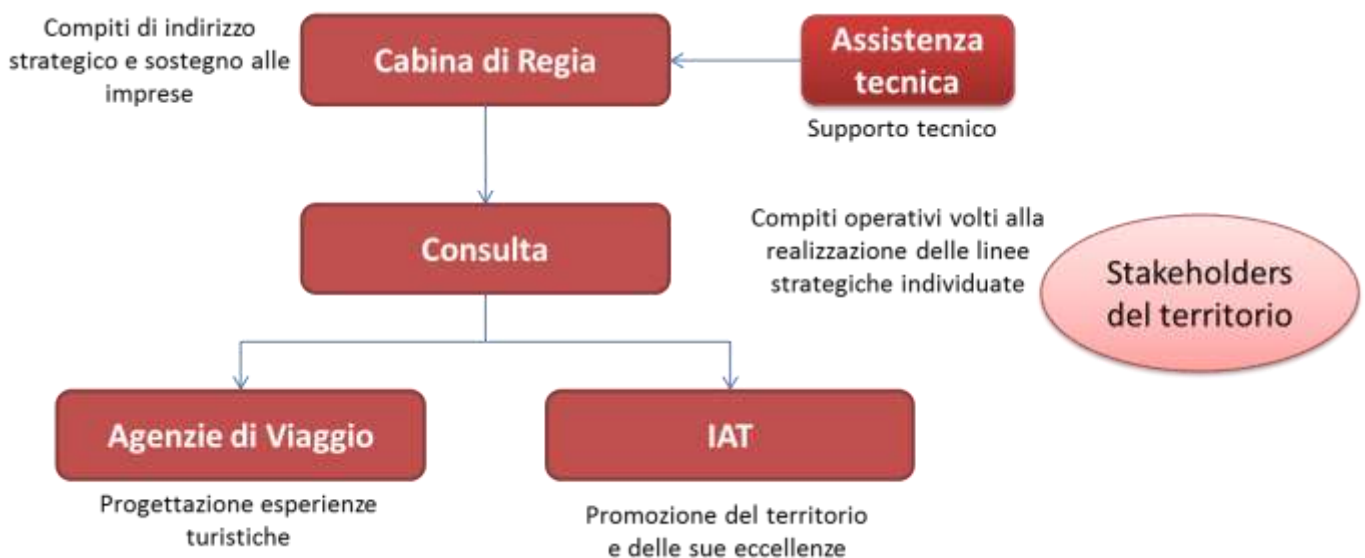 Compiti di indirizzo
strategico e sostegno alle
imprese
Cabina di Regia
Assistenza
tecnica
Supporto tecnico
Consulta
Compiti operativi volti alla
realizzazione delle linee
strategiche individuate
Stakeholders
del territorio
Agenzie di Viaggio
Progettazione esperienze
turistiche
IAT
Promozione del territorio
e delle sue eccellenze